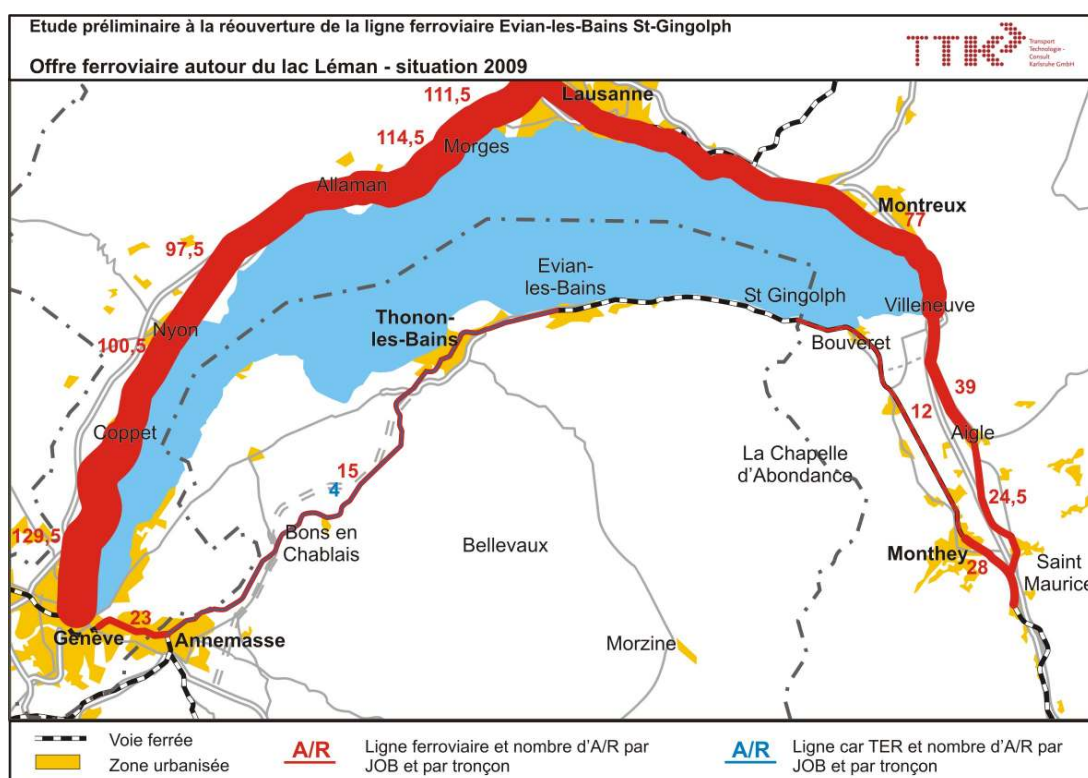 Etude préliminaire à la réouverture de la ligne ferroviaire Evian-les-Bains St-Gingolph
Offre ferroviaire autour du lac Lénan - situation 2009
TTK
Transport
Technologie -
Consult
Karlsruhe GmbH
111,5
Lausanne
114,5
Morges
Allaman
Montreux
77
97,5
Evian-
les-Bains
St Gingolph
Villeneuve
Nyon
Thonon-
les-Bains
100,5
Bouveret
39
12
Coppet
Aigle
La Chapelle
d'Abondance
15
4
24,5
129,5
Bons en
Chablais
Bellevaux
Monthey
28
Saint
Maurice
23
Genève
Annemasse
Morzine
Voie ferrée
Zone urbanisée
A/R
Ligne ferroviaire et nombre d'A/R par
JOB et par tronçon
A/R
Ligne car TER et nombre d'A/R par
JOB et par tronçon